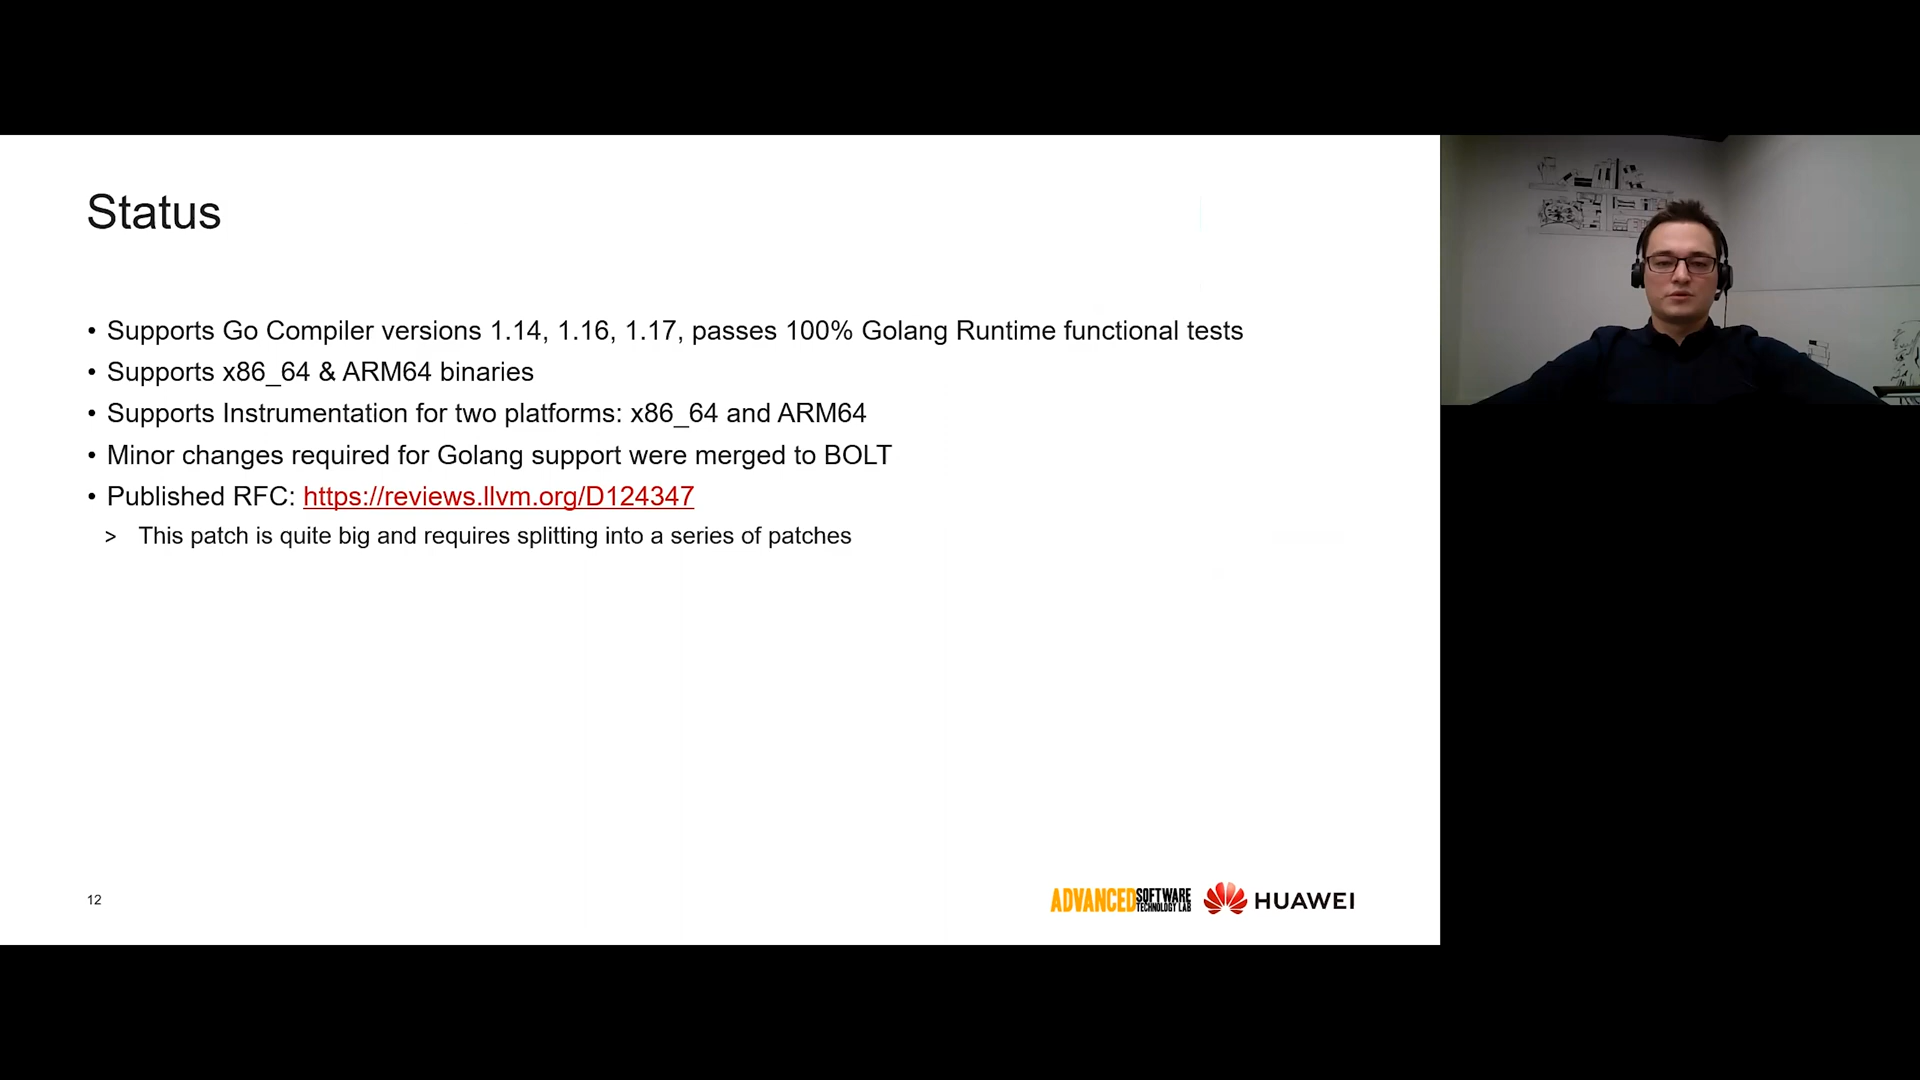 Status
• Supports Go Compiler versions 1.14, 1.16, 1.17, passes 100% Golang Runtime functional tests
• Supports x86_64 & ARM64 binaries
• Supports Instrumentation for two platforms: x86_64 and ARM64
• Minor changes required for Golang support were merged to BOLT
• Published RFC: https://reviews.llvm.org/D124347
> This patch is quite big and requires splitting into a series of patches
12
ADVANCED SOFTWARE TECHNOLOGY LAB
HUAWEI